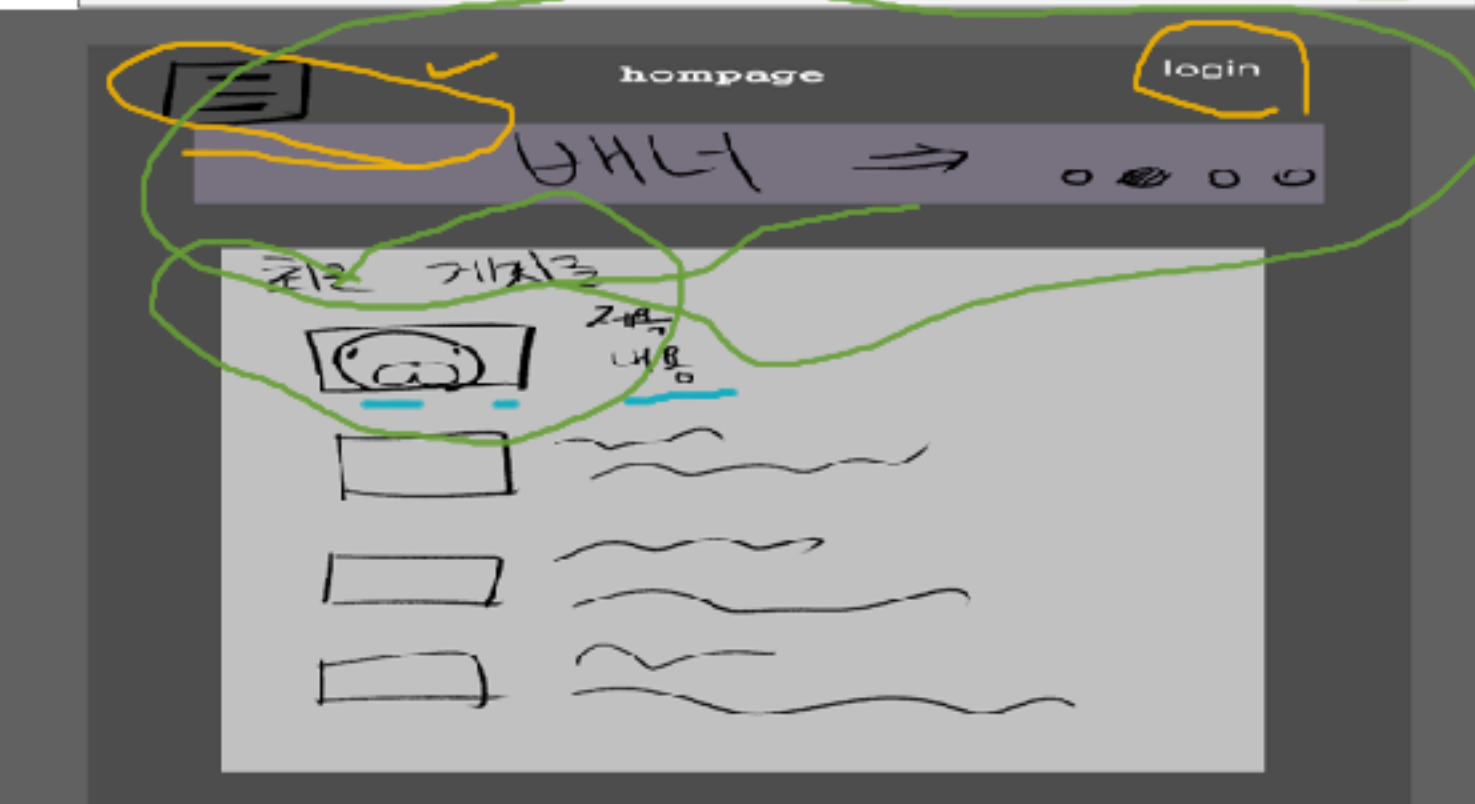 hompage
login
배너
최근 게시글
제목
내용